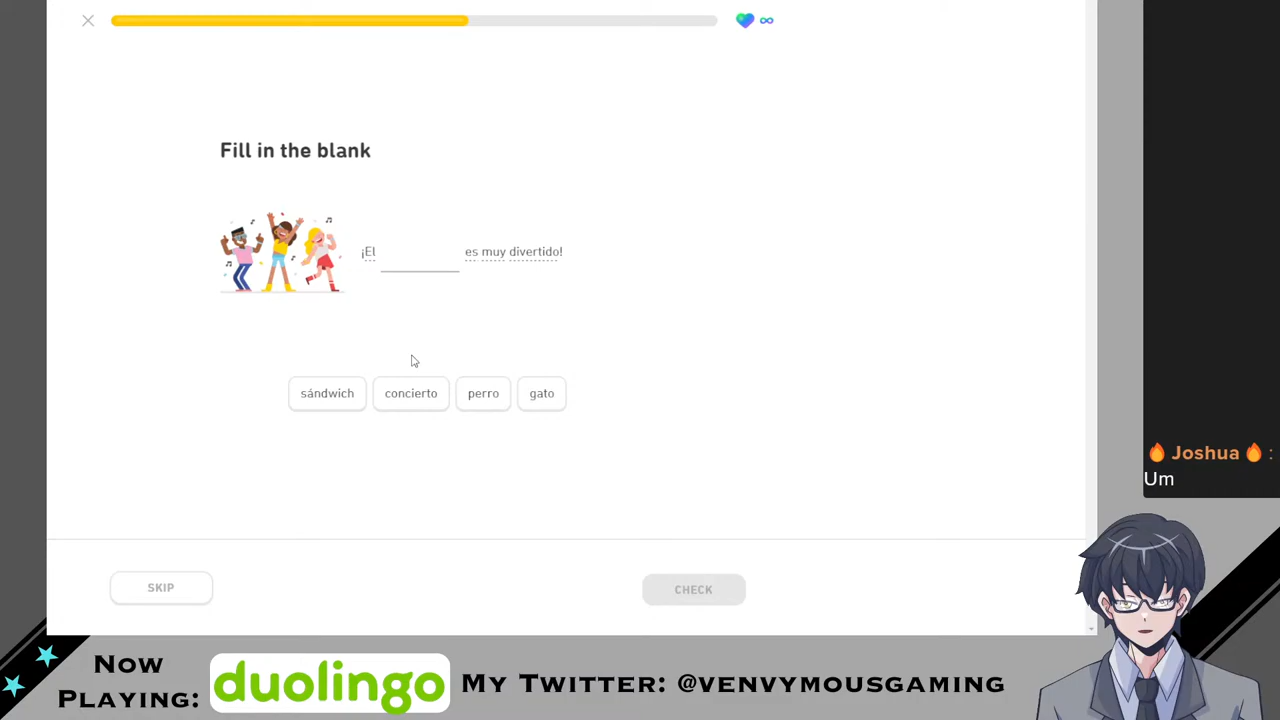 Fill in the blank
¡El ________ es muy divertido!
sándwich concierto perro gato
SKIP
CHECK
Joshua :
Um
Now Playing:
duolingo
My Twitter: @venvymousgaming